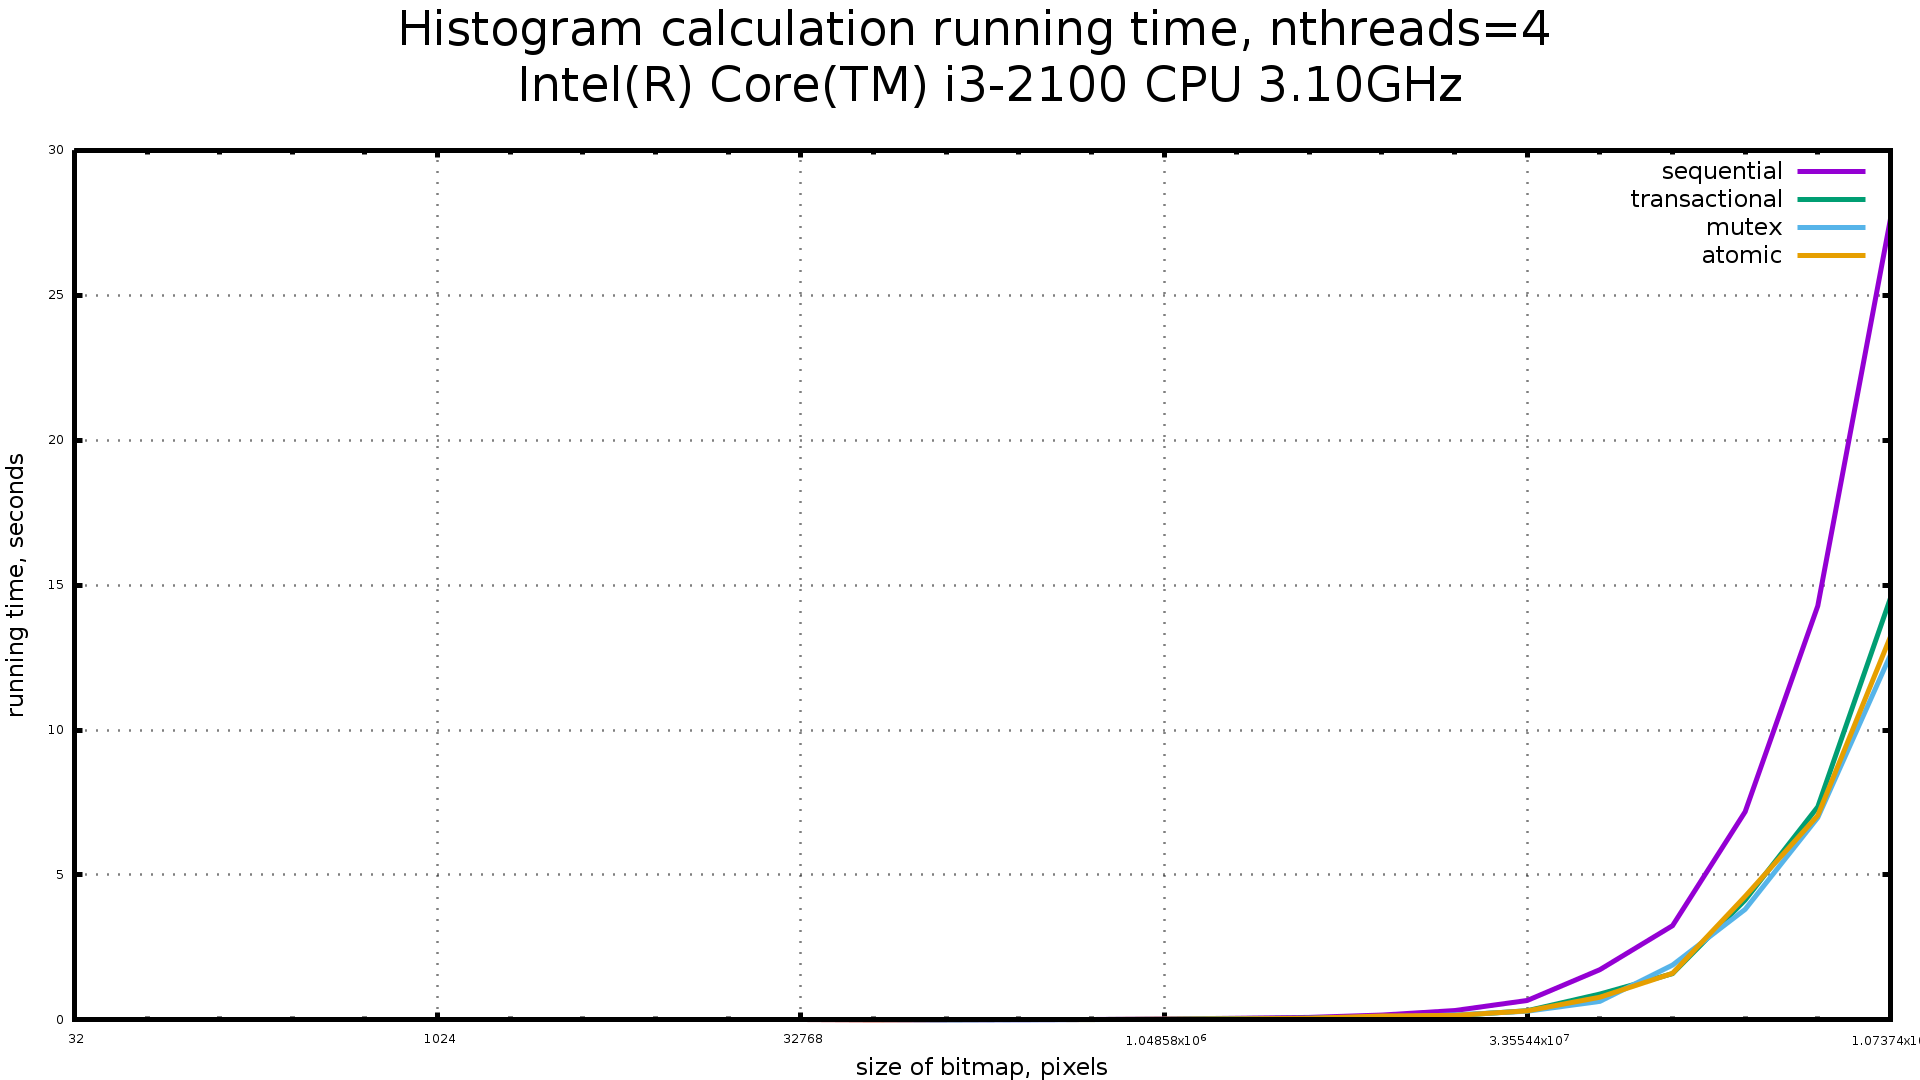 Histogram calculation running time, nthreads=4
Intel(R) Core(TM) i3-2100 CPU 3.10GHz
30
sequential
transactional
mutex
atomic
25
20
15
running time, seconds
10
5
0
32
1024
32768
1.04858x10⁶
3.35544x10⁷
1.07374x1
size of bitmap, pixels